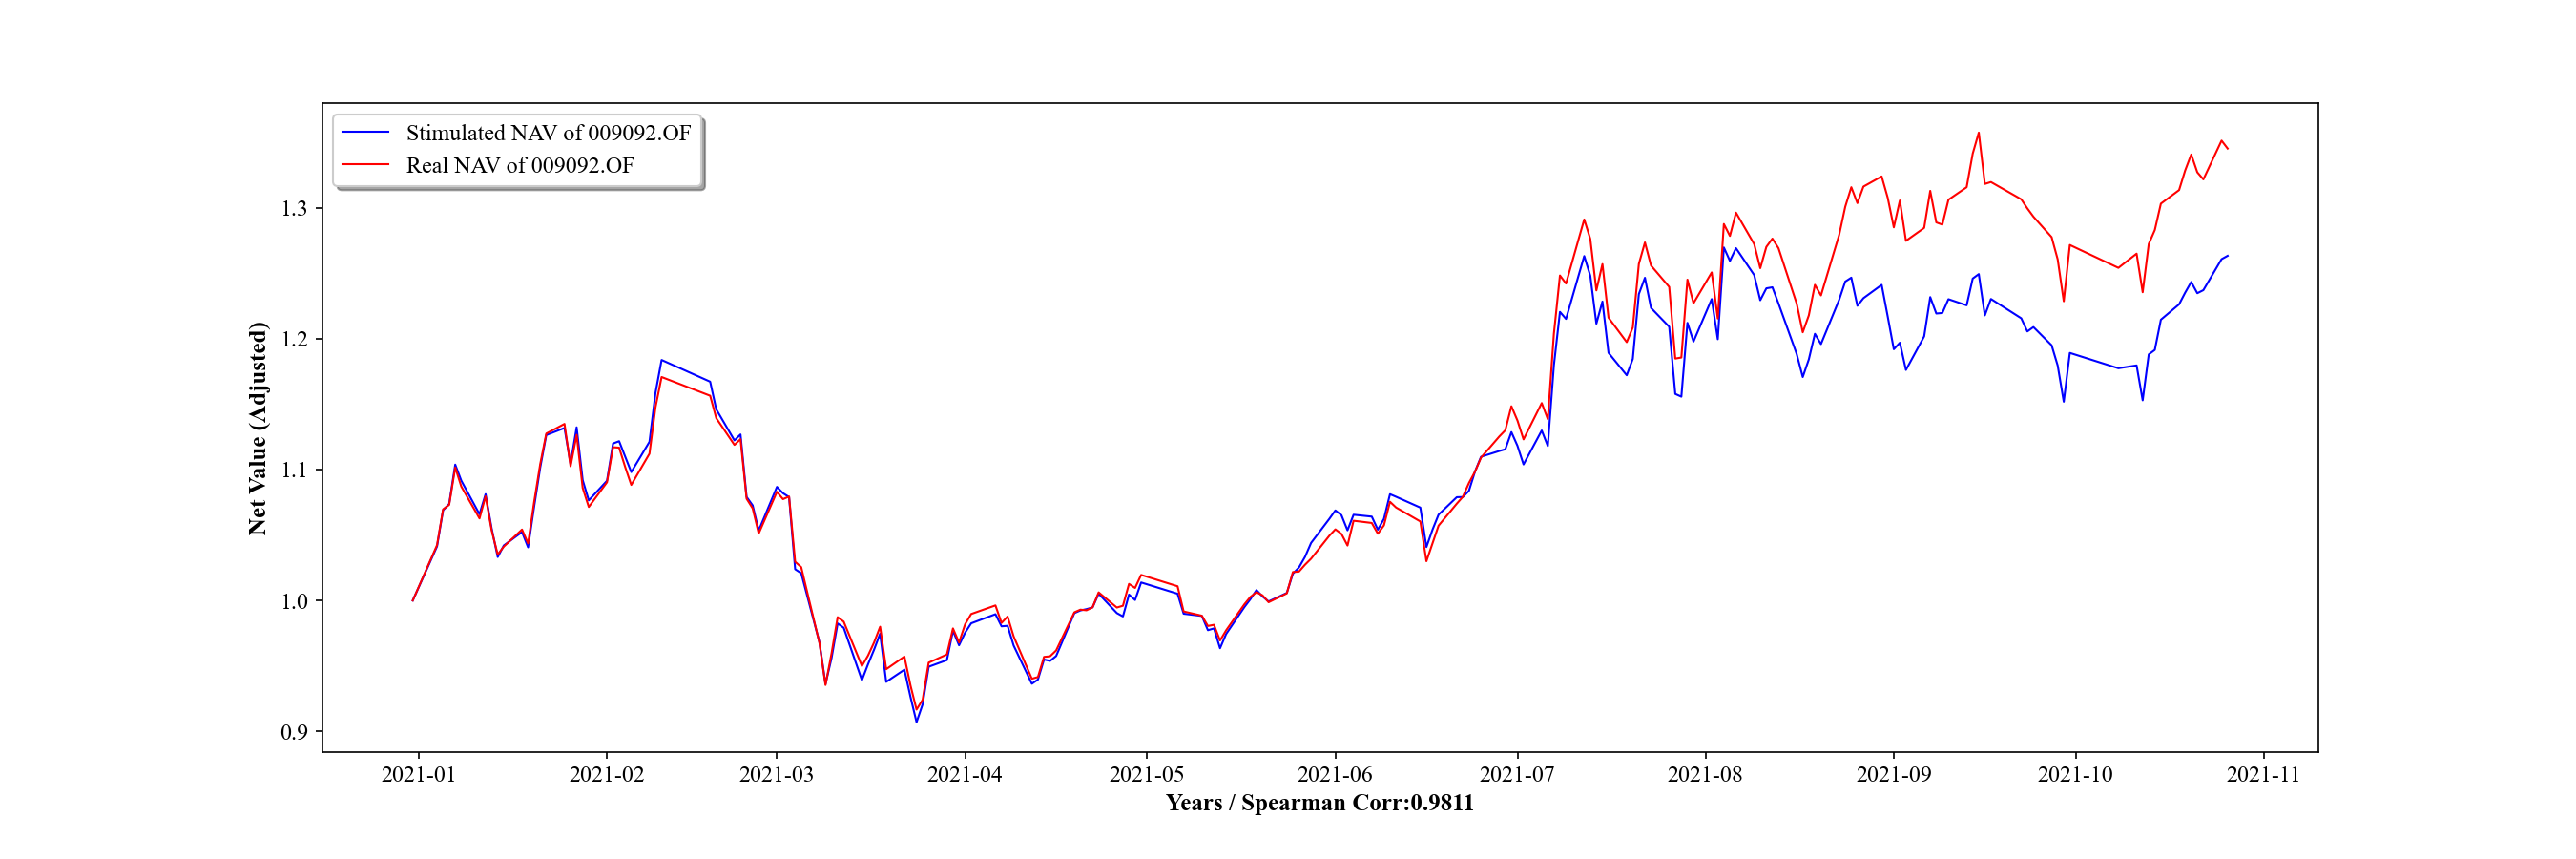 Stimulated NAV of 009092.OF
Real NAV of 009092.OF
Net Value (Adjusted)
1.3
1.2
1.1
1.0
0.9
2021-01 2021-02 2021-03 2021-04 2021-05 2021-06 2021-07 2021-08 2021-09 2021-10 2021-11
Years / Spearman Corr:0.9811